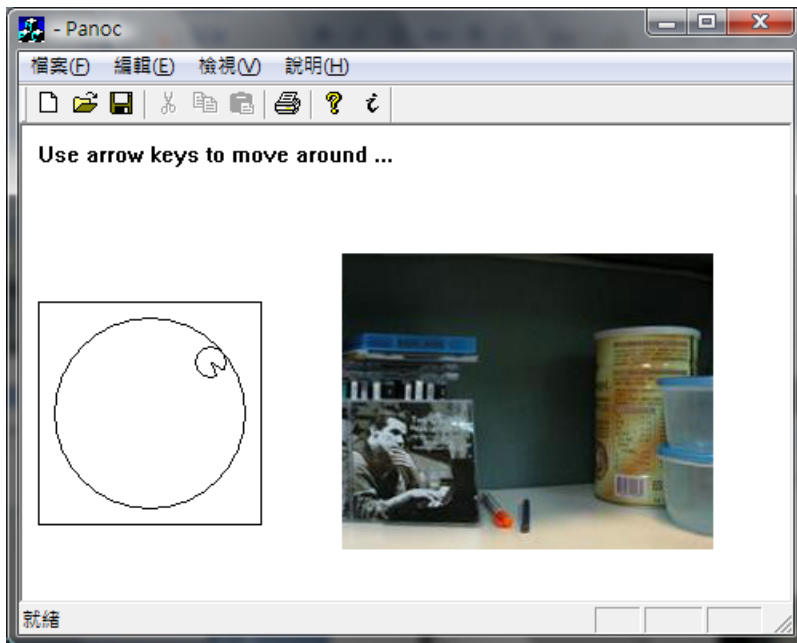 - Panoc
檔案(F) 編輯(E) 檢視(V) 說明(H)
Use arrow keys to move around ...
就緒